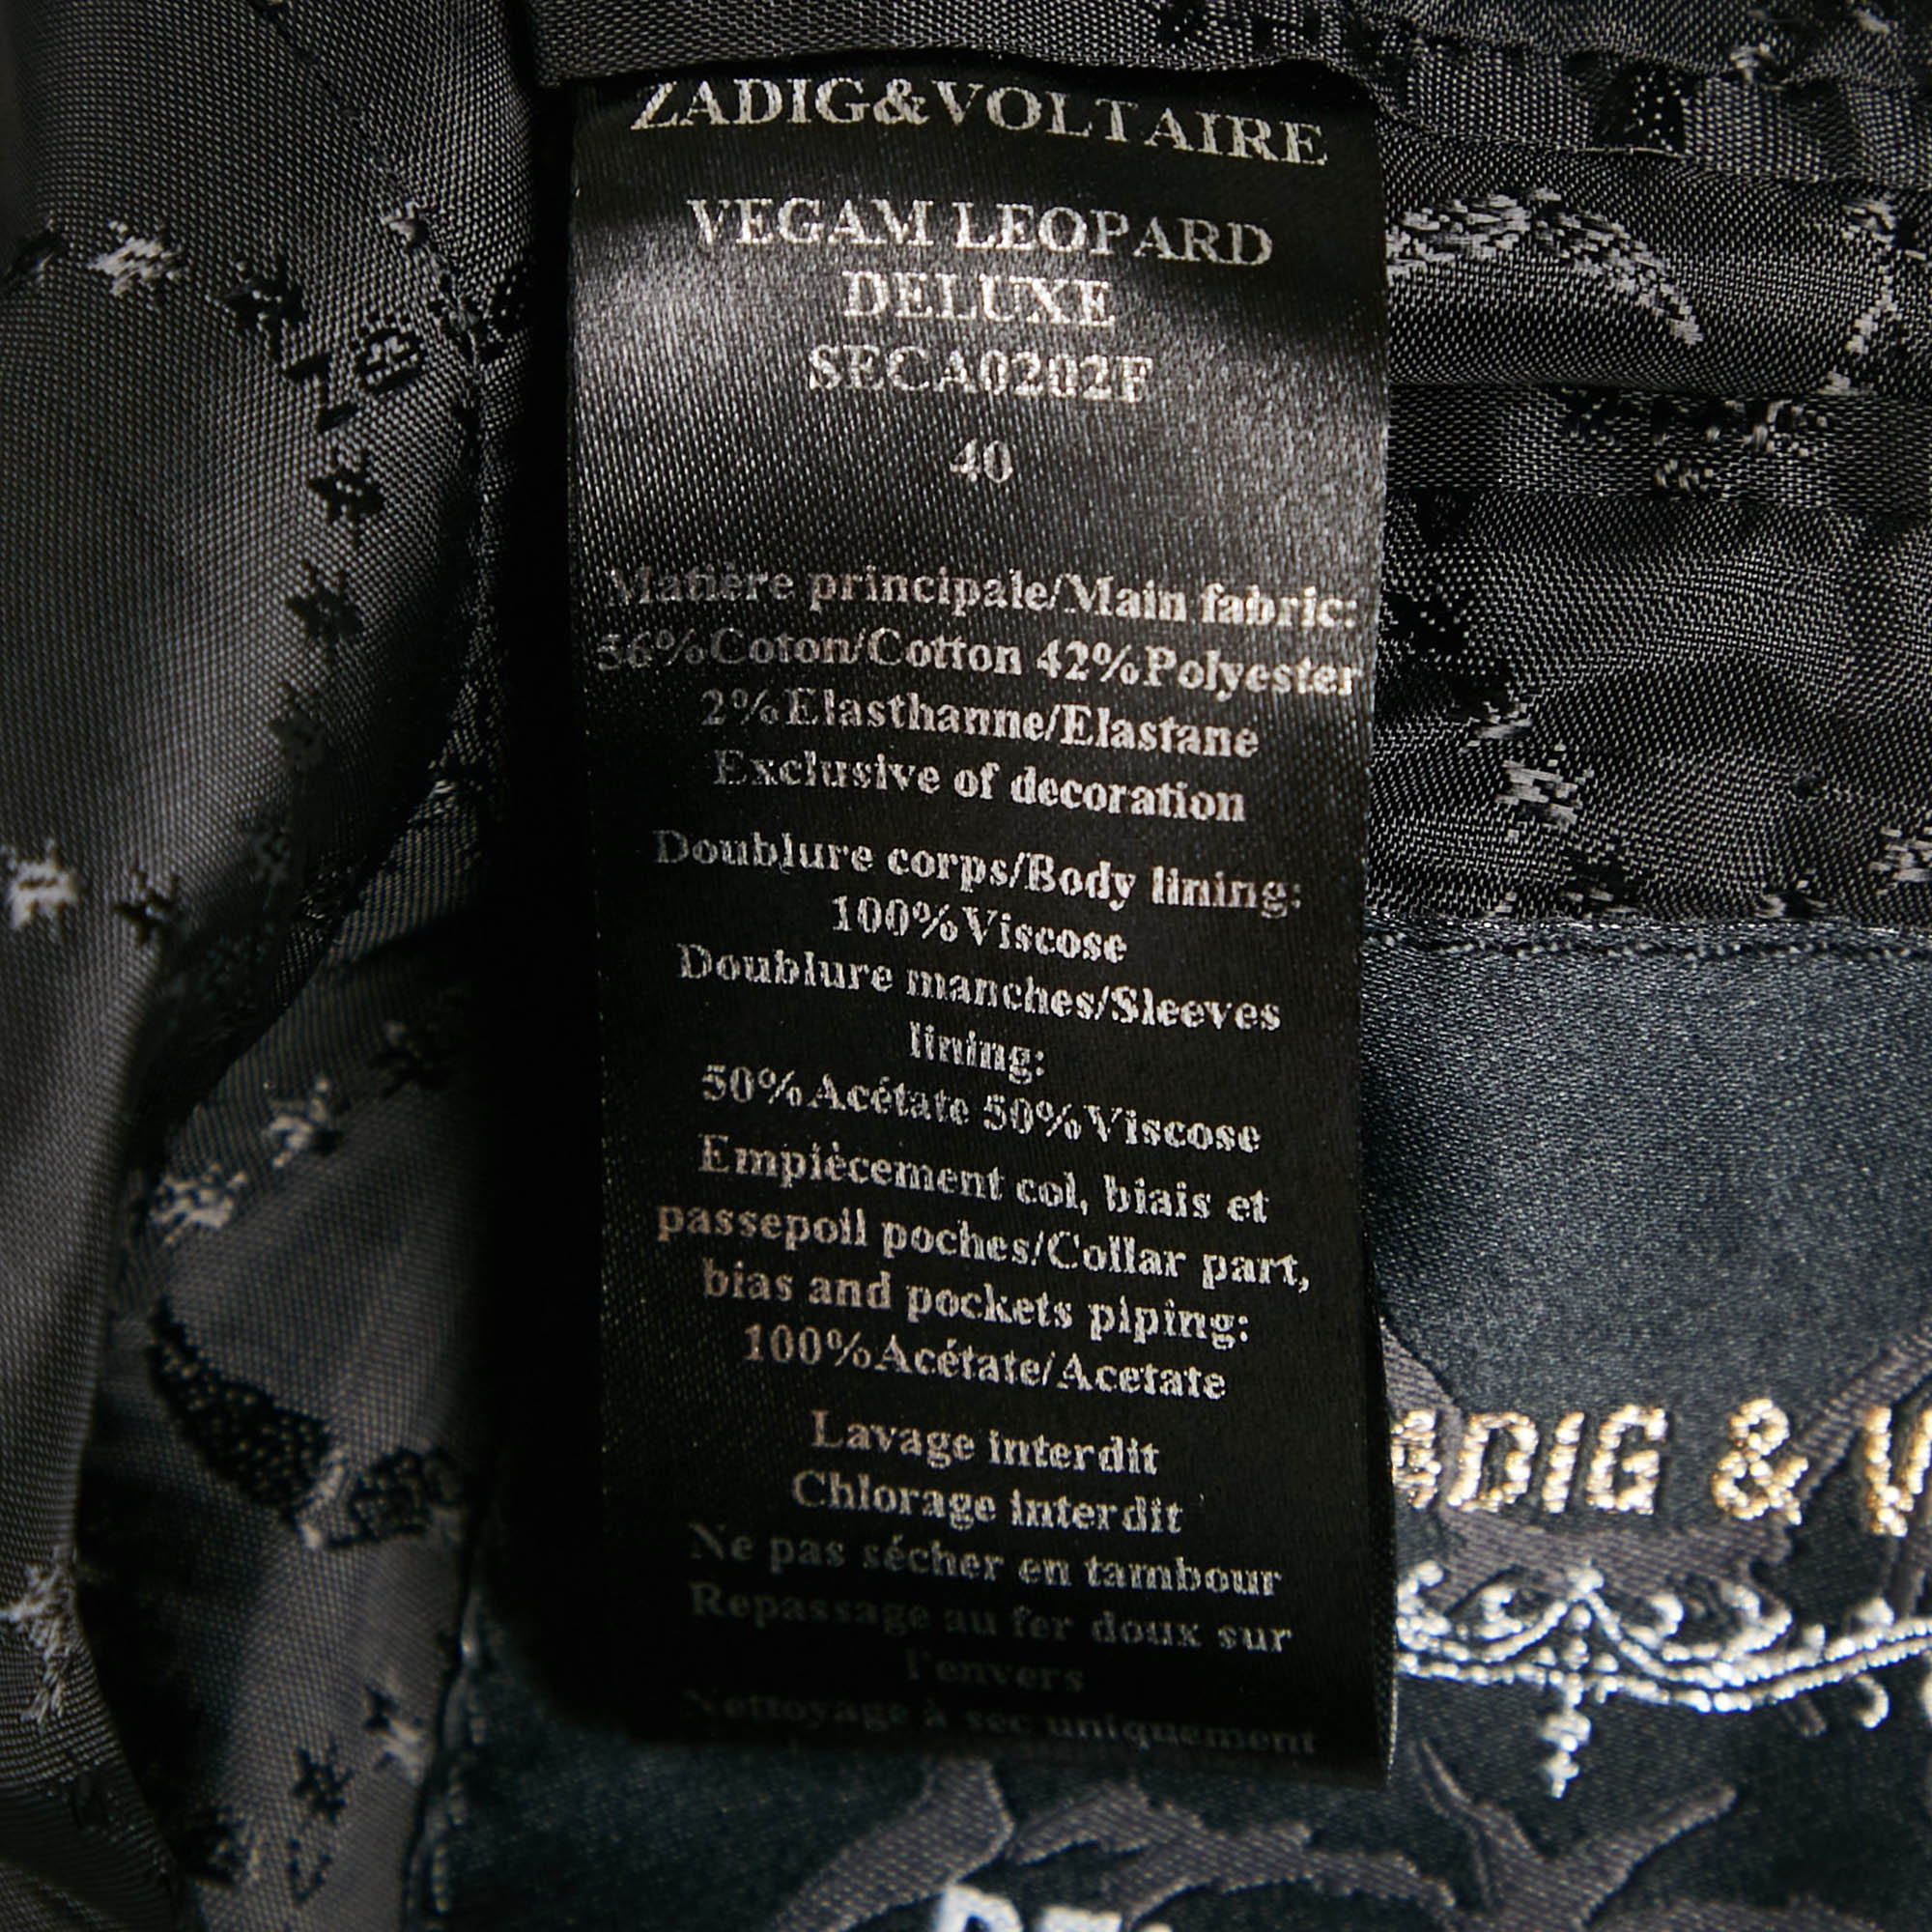 ZADIG&VOLTAIRE
VEGAM LEOPARD
DELUXE
SECA0202F
40
Matière principale/Main fabric:
56%Coton/Cotton 42%Polyester
2%Elasthanne/Elastane
Exclusive of decoration
Doublure corps/Body lining:
100%Viscose
Doublure manches/Sleeves
lining:
50%Acétate 50%Viscose
Empiècement col, biais et
passepoil poches/Collar part,
bias and pockets piping:
100%Acétate/Acetate
Lavage interdit
Chlorage interdit
Ne pas sécher en tambour
Repassage au fer doux sur
l'envers
Nettoyage à sec uniquement
ADIG & V